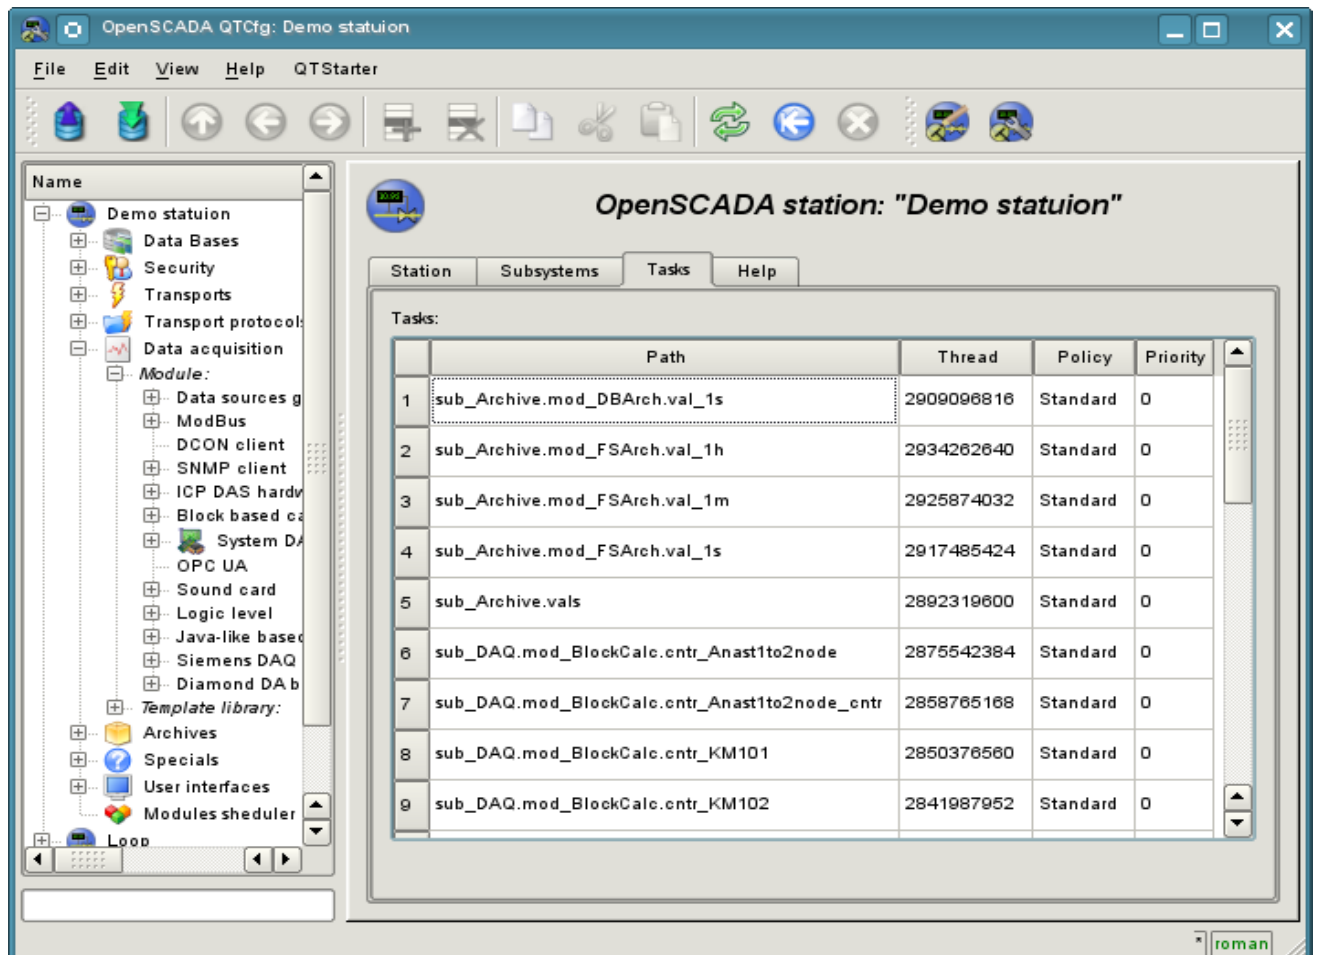 OpenSCADA QTCfg: Demo statuion
File Edit View Help QTStarter
Name
Demo statuion
Data Bases
Security
Transports
Transport protocol
Data acquisition
Module:
Data sources g
ModBus
DCON client
SNMP client
ICP DAS hardw
Block based ca
System DA
OPC UA
Sound card
Logic level
Java-like based
Siemens DAQ
Diamond DA b
Template library:
Archives
Specials
User interfaces
Modules sheduler
Loop
OpenSCADA station: "Demo statuion"
Station Subsystems Tasks Help
Tasks:
Path Thread Policy Priority
1 sub_Archive.mod_DBArch.val_1s 2909096816 Standard 0
2 sub_Archive.mod_FSArch.val_1h 2934262640 Standard 0
3 sub_Archive.mod_FSArch.val_1m 2925874032 Standard 0
4 sub_Archive.mod_FSArch.val_1s 2917485424 Standard 0
5 sub_Archive.vals 2892319600 Standard 0
6 sub_DAQ.mod_BlockCalc.cntr_Anast1to2node 2875542384 Standard 0
7 sub_DAQ.mod_BlockCalc.cntr_Anast1to2node_cntr 2858765168 Standard 0
8 sub_DAQ.mod_BlockCalc.cntr_KM101 2850376560 Standard 0
9 sub_DAQ.mod_BlockCalc.cntr_KM102 2841987952 Standard 0
* roman